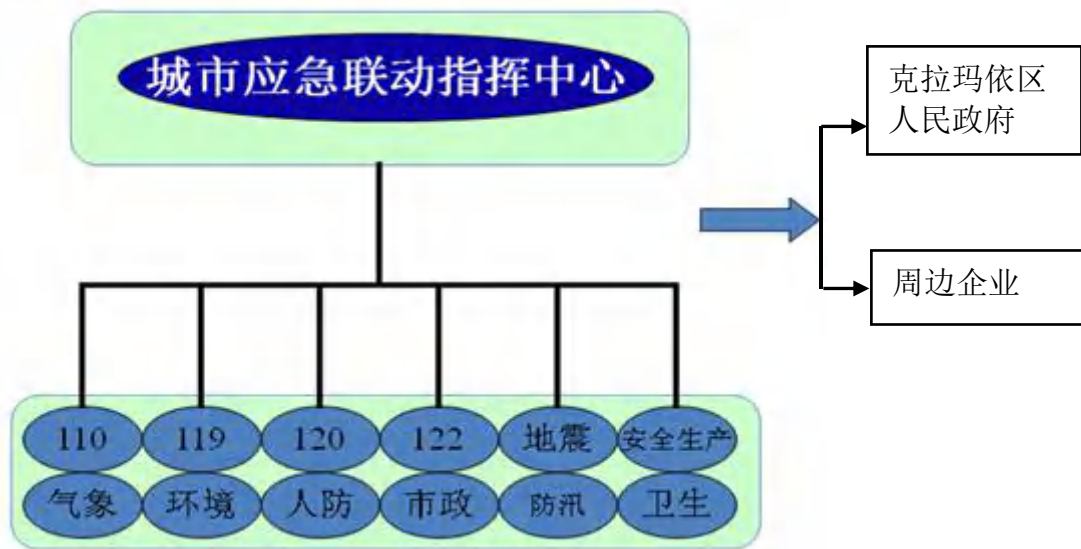 城市应急联动指挥中心
克拉玛依区
人民政府
周边企业
110 119 120 122 地震 安全生产
气象 环境 人防 市政 防汛 卫生